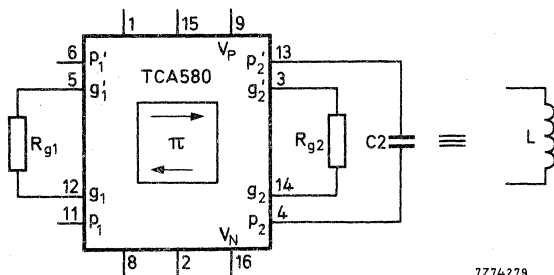 1 15 9
6 p1' VP p2' 13
5 g1' TCA580 g2' 3
Rg1 π Rg2 C2 L
12 g1 g2 14
11 p1 VN p2 4
8 2 16
7Z74279